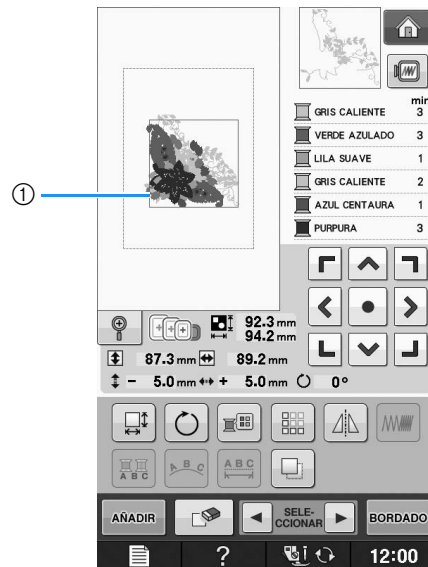 min
GRIS CALIENTE 3
VERDE AZULADO 3
LILA SUAVE 1
GRIS CALIENTE 2
AZUL CENTAURA 1
PURPURA 3
①
92.3 mm
94.2 mm
87.3 mm 89.2 mm
- 5.0 mm + 5.0 mm 0°
A B C A B C A B C
AÑADIR SELE-
CCIONAR BORDADO
? 12:00